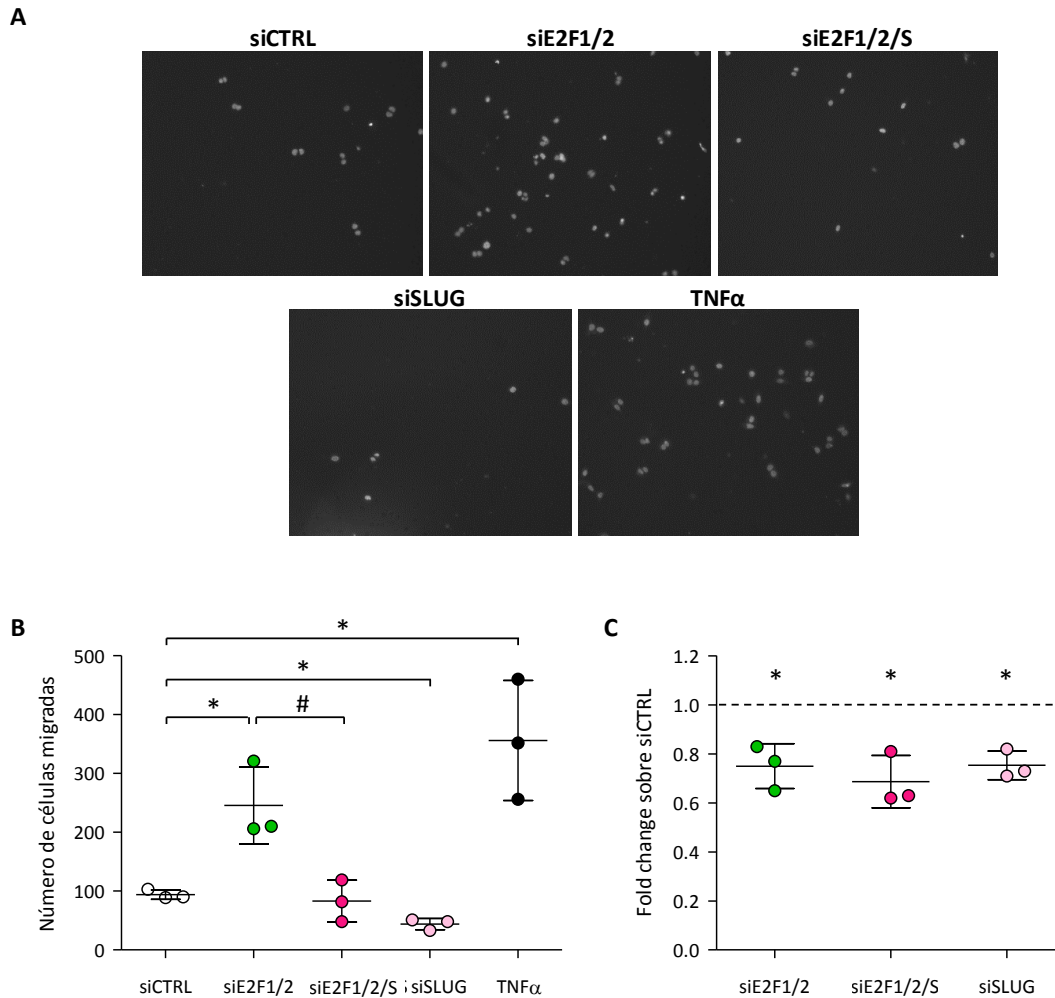 A
siCTRL siE2F1/2 siE2F1/2/S
siSLUG TNFα
B
*
*
* #
Número de células migradas
500
400
300
200
100
0
siCTRL siE2F1/2 siE2F1/2/S siSLUG TNFα
C
* * *
Fold change sobre siCTRL
1.2
1.0
0.8
0.6
0.4
0.2
0.0
siE2F1/2 siE2F1/2/S siSLUG